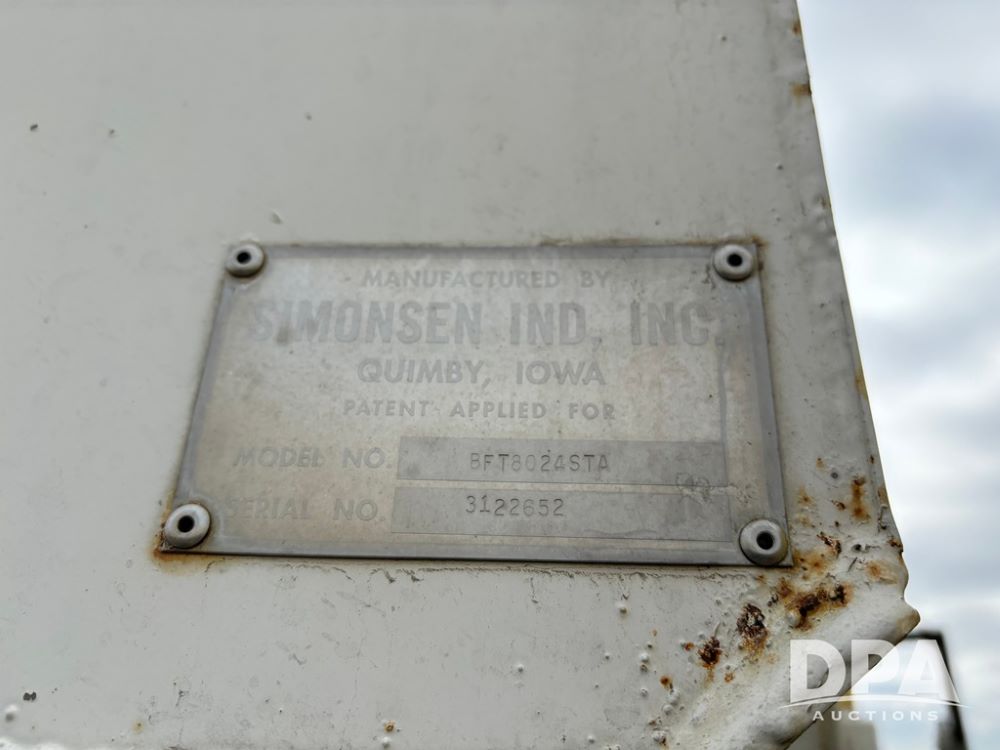 MANUFACTURED BY
SIMONSEN IND. INC.
QUIMBY, IOWA
PATENT APPLIED FOR
MODEL NO. BFT8024STA
SERIAL NO. 3122652
DPA
AUCTIONS